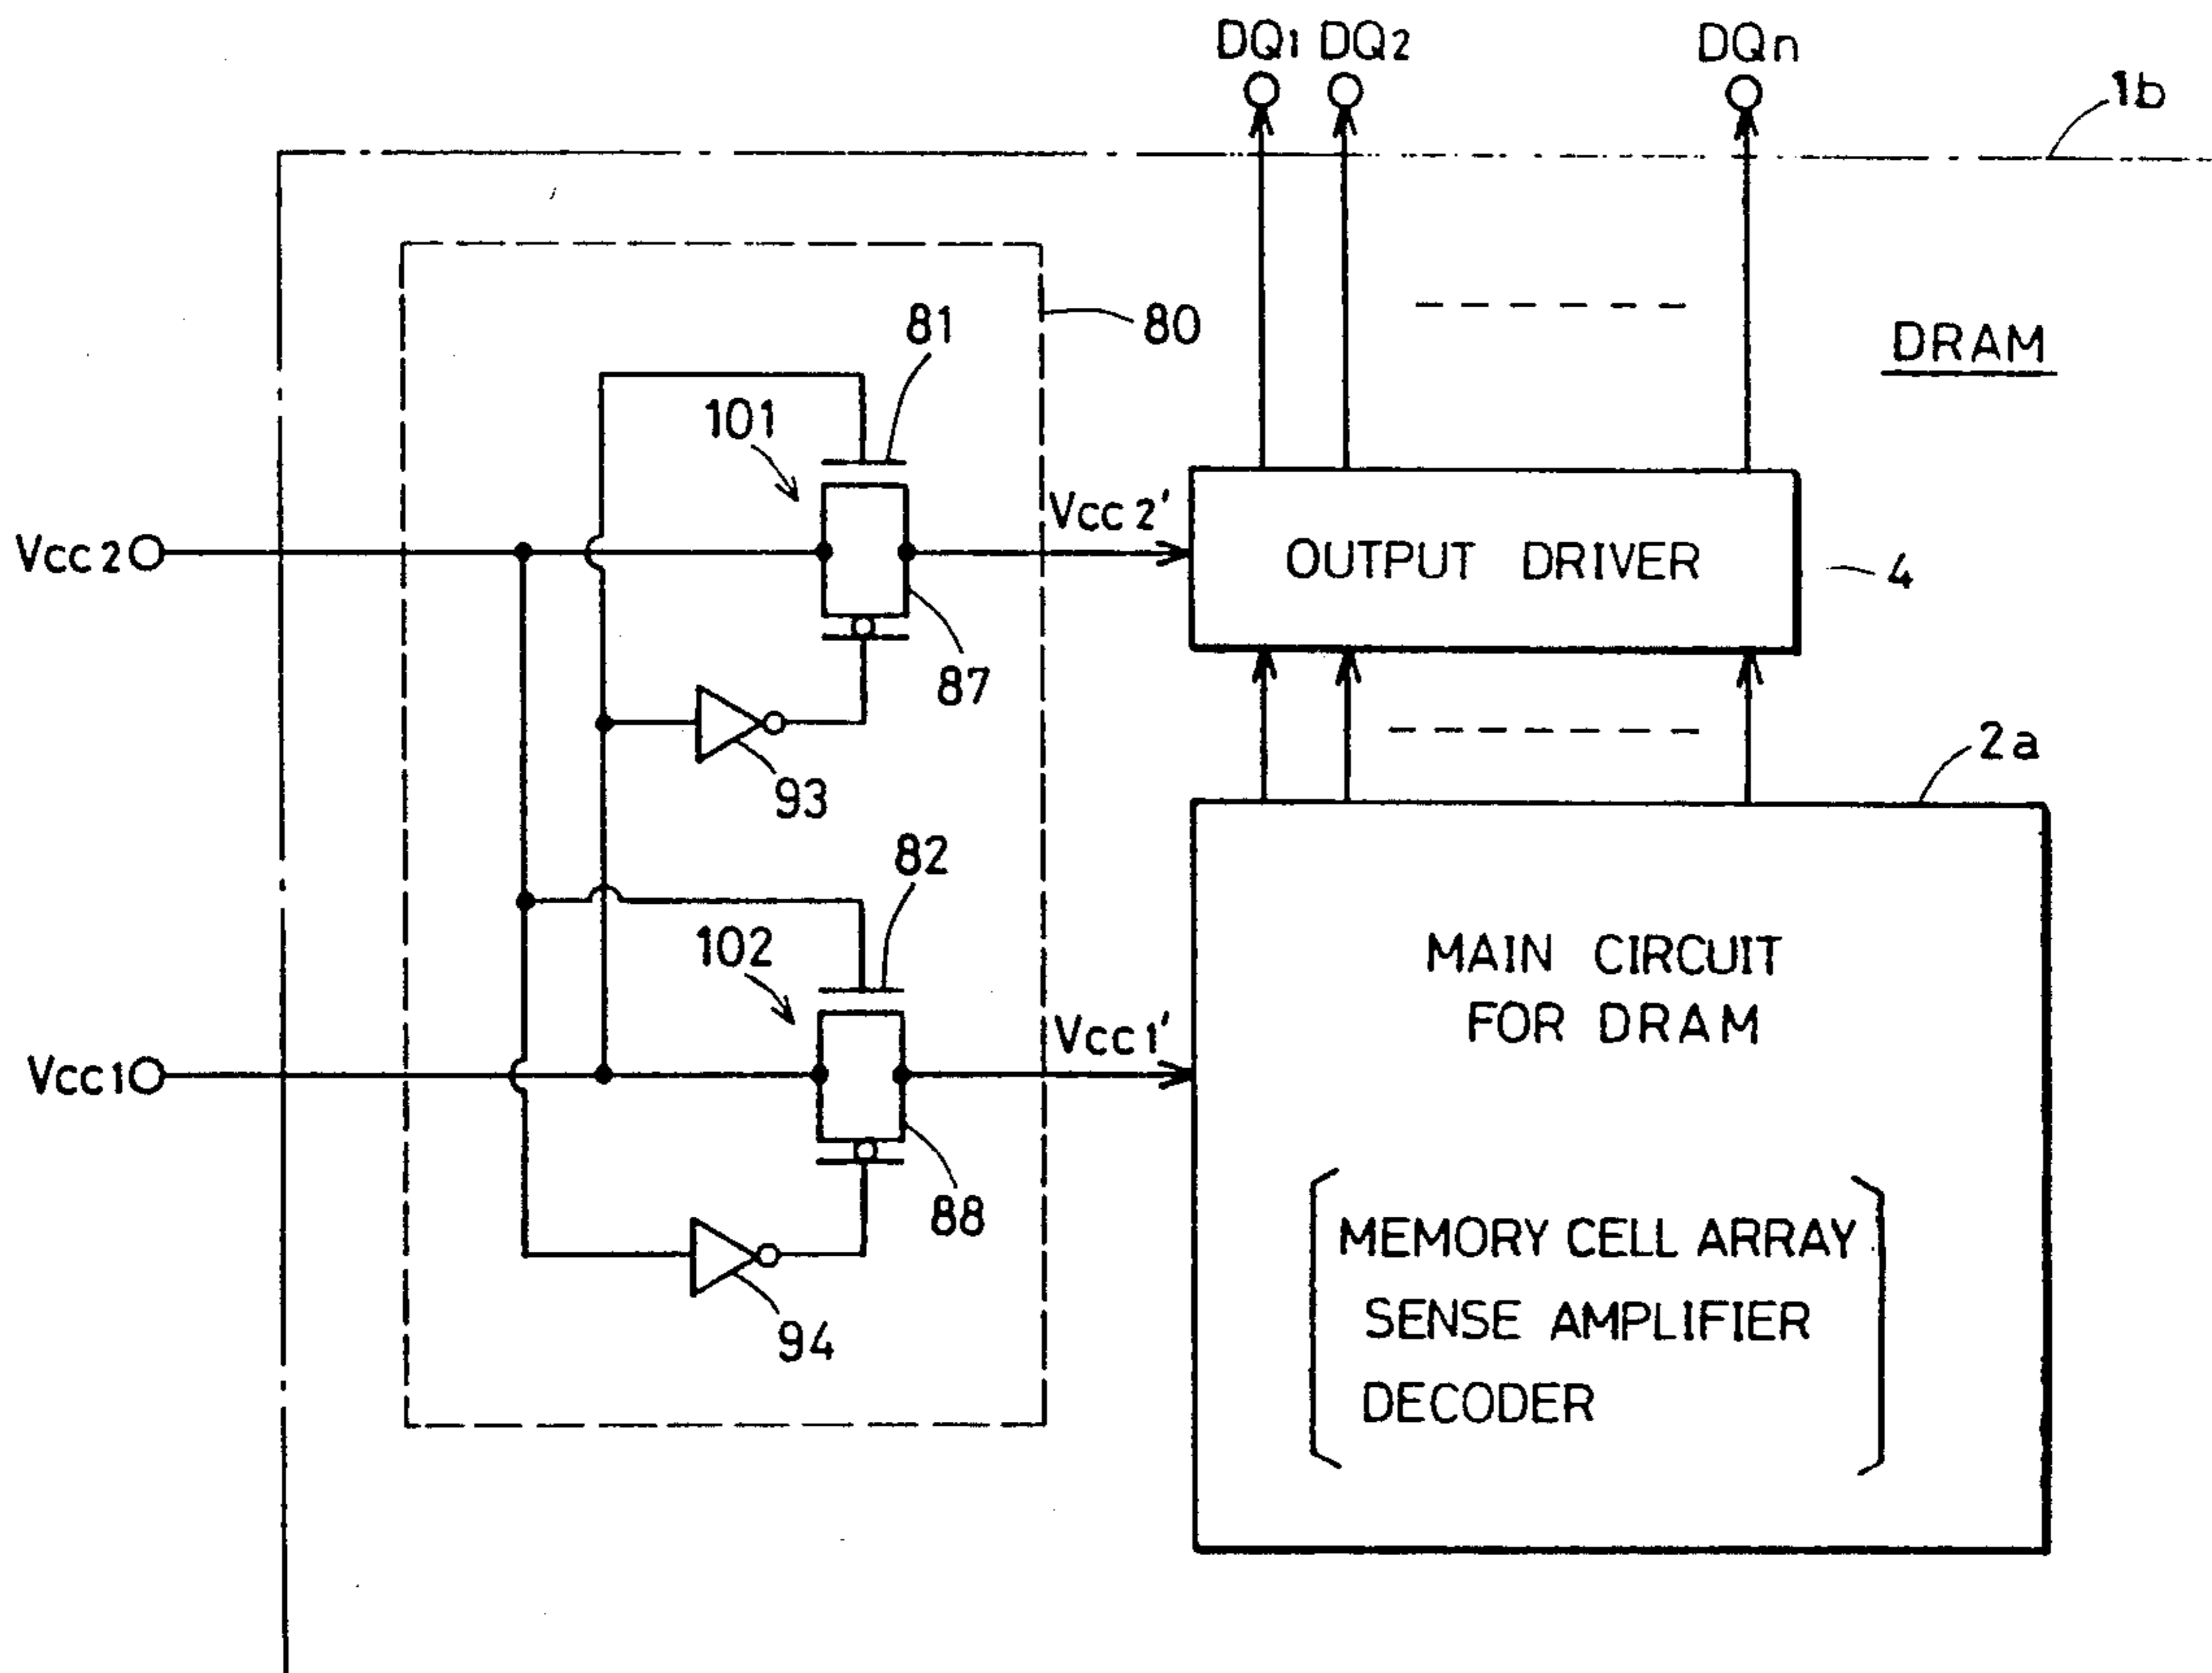 DQ1 DQ2 DQn
1b
81
80
DRAM
101
Vcc2
Vcc2'
OUTPUT DRIVER
4
87
93
2a
82
102
MAIN CIRCUIT
FOR DRAM
Vcc1
Vcc1'
88
94
MEMORY CELL ARRAY
SENSE AMPLIFIER
DECODER